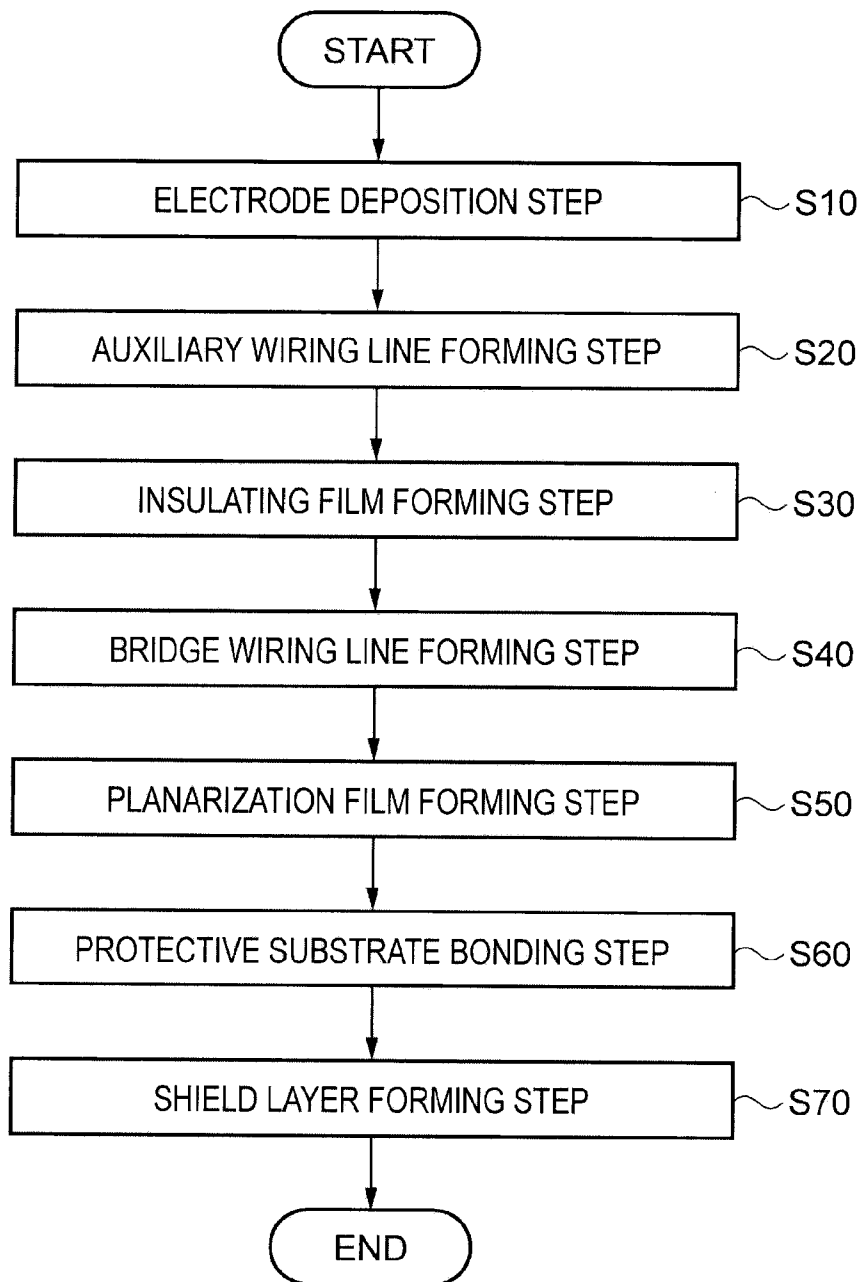 START
ELECTRODE DEPOSITION STEP S10
AUXILIARY WIRING LINE FORMING STEP S20
INSULATING FILM FORMING STEP S30
BRIDGE WIRING LINE FORMING STEP S40
PLANARIZATION FILM FORMING STEP S50
PROTECTIVE SUBSTRATE BONDING STEP S60
SHIELD LAYER FORMING STEP S70
END